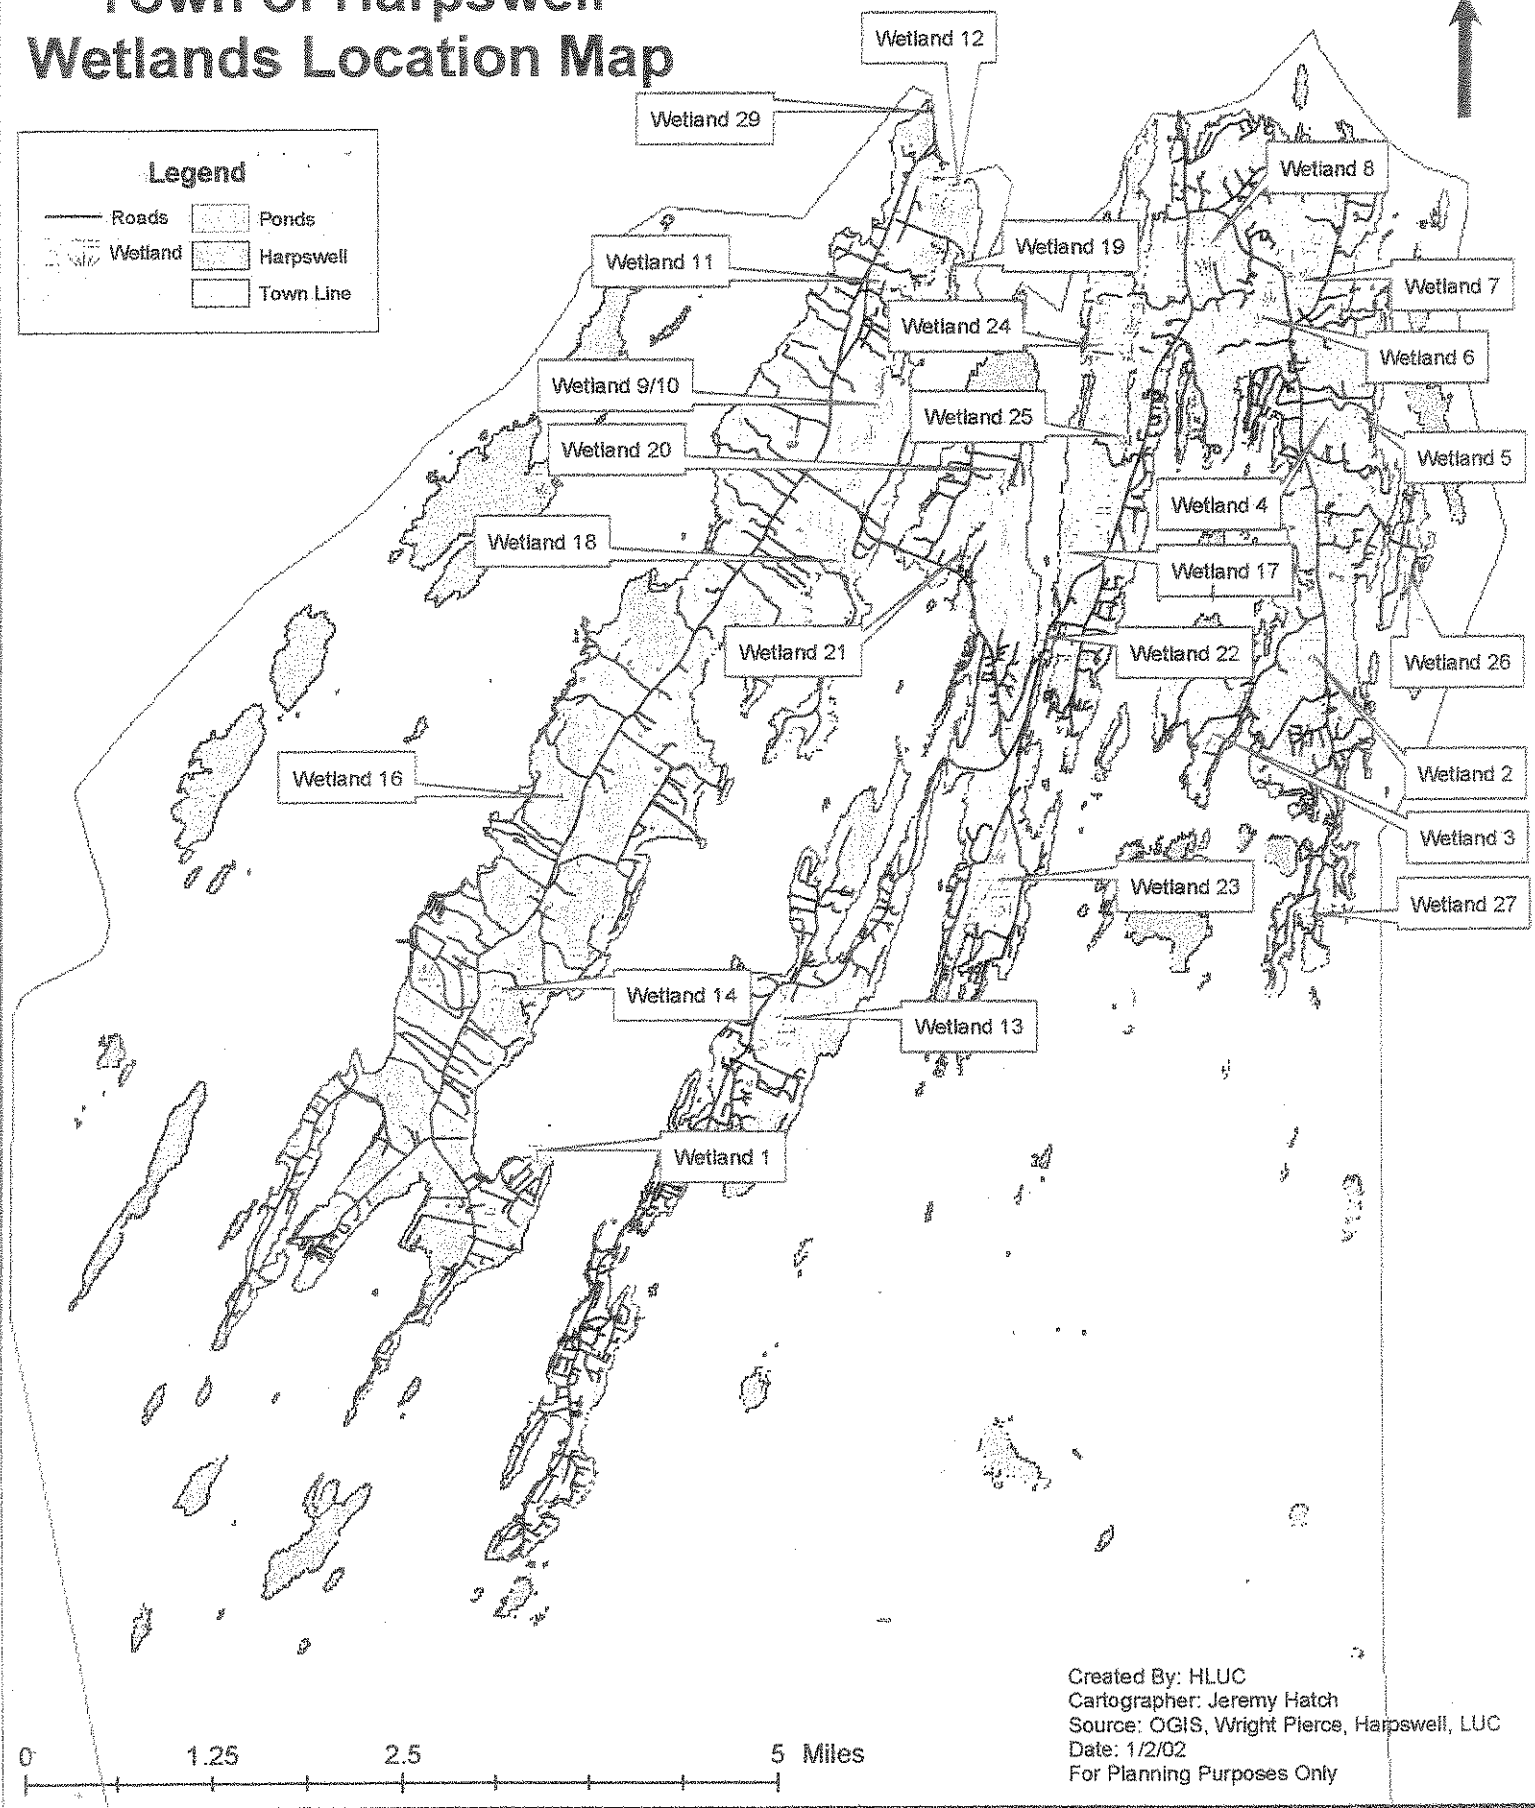 Town of Harpswell
Wetlands Location Map
Wetland 12
Wetland 29
Legend
Roads
Ponds
Wetland
Harpswell
Town Line
Wetland 8
Wetland 11
Wetland 19
Wetland 7
Wetland 24
Wetland 6
Wetland 9/10
Wetland 25
Wetland 20
Wetland 5
Wetland 4
Wetland 18
Wetland 17
Wetland 21
Wetland 22
Wetland 26
Wetland 16
Wetland 2
Wetland 3
Wetland 23
Wetland 27
Wetland 14
Wetland 13
Wetland 1
Created By: HLUC
Cartographer: Jeremy Hatch
Source: OGIS, Wright Pierce, Harpswell, LUC
Date: 1/2/02
For Planning Purposes Only
0 1.25 2.5 5 Miles